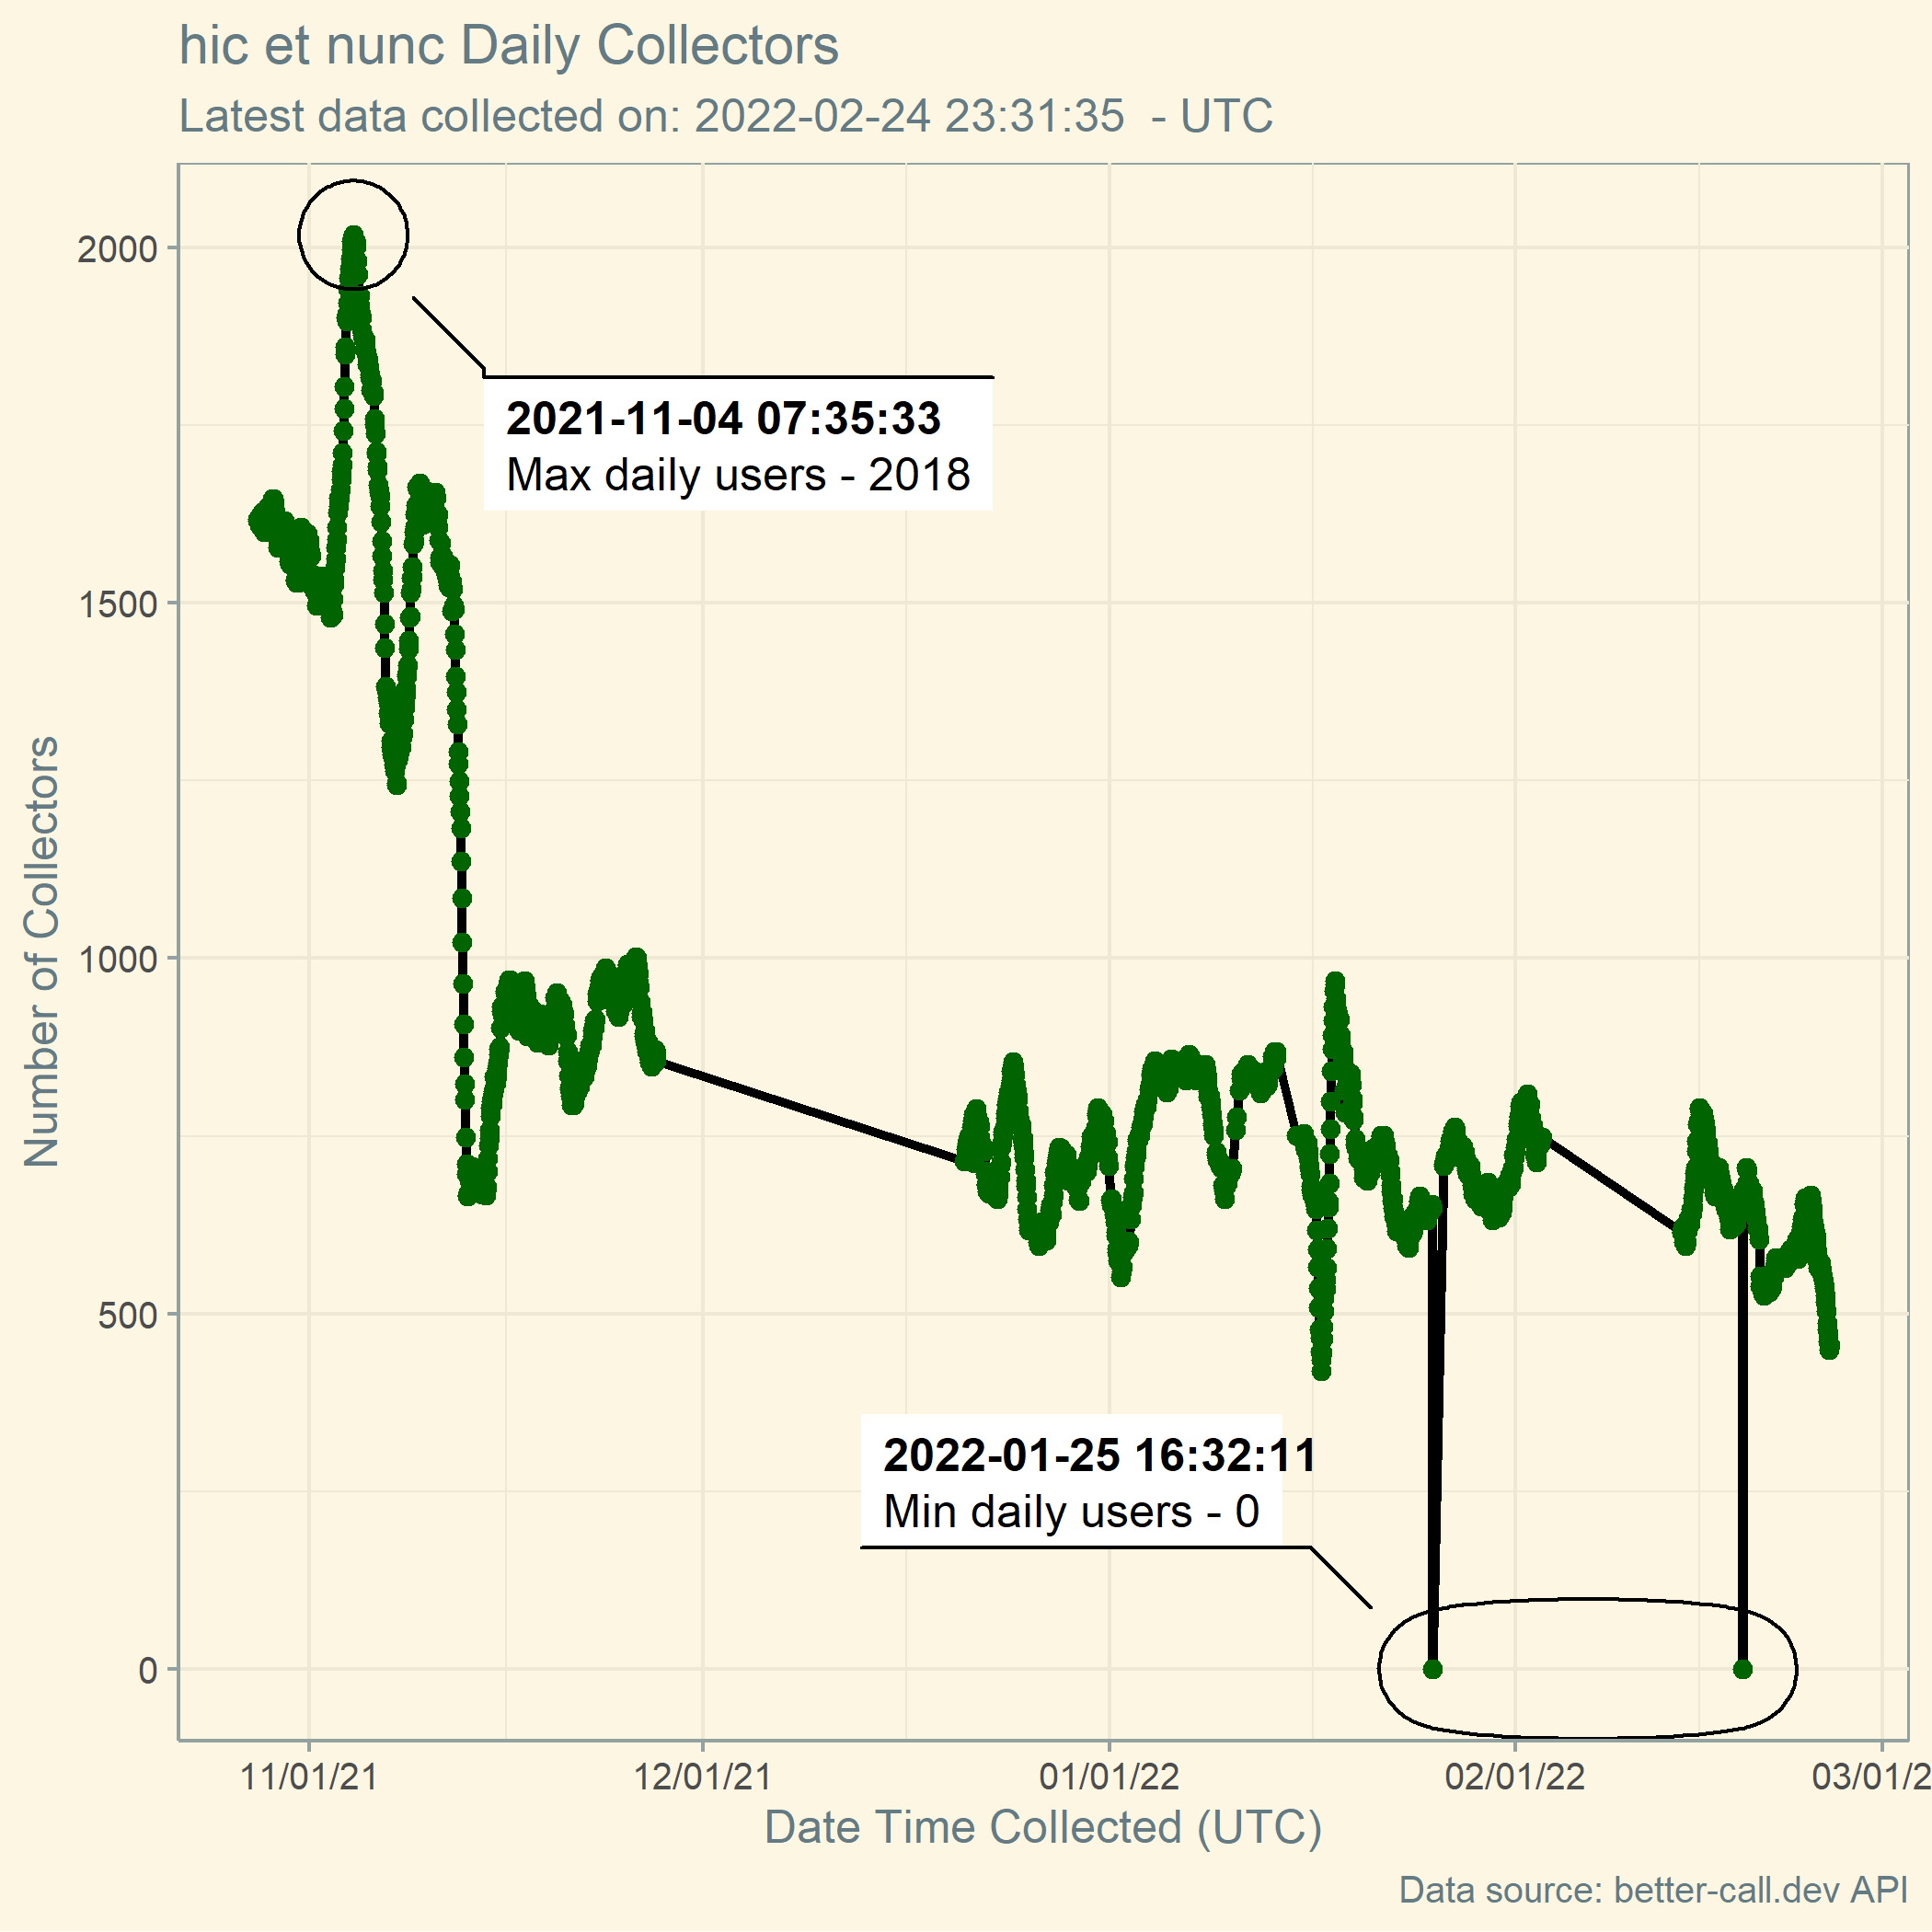 hic et nunc Daily Collectors
Latest data collected on: 2022-02-24 23:31:35  - UTC
2000
1500
1000
500
0
Number of Collectors
2021-11-04 07:35:33
Max daily users - 2018
2022-01-25 16:32:11
Min daily users - 0
11/01/21
12/01/21
01/01/22
02/01/22
03/01/2
Date Time Collected (UTC)
Data source: better-call.dev API